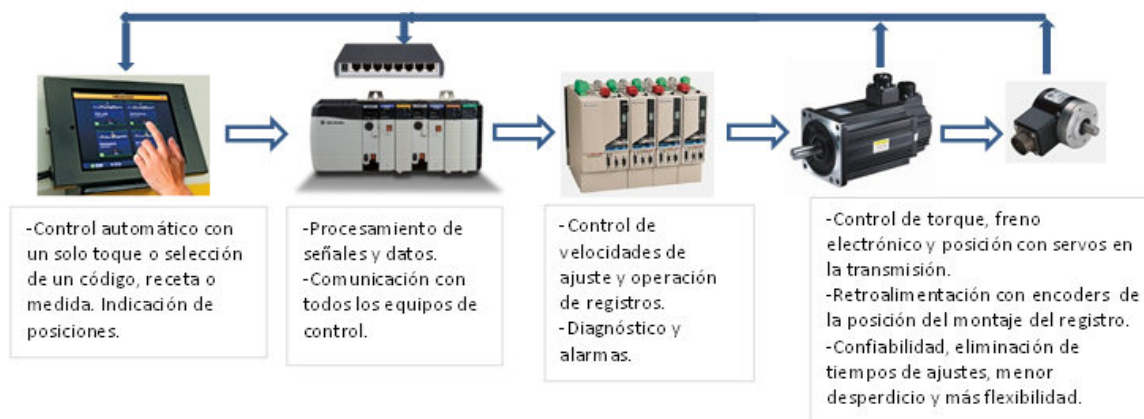 -Control automático con
un solo toque o selección
de un código, receta o
medida. Indicación de
posiciones.
-Procesamiento de
señales y datos.
-Comunicación con
todos los equipos de
control.
-Control de
velocidades de
ajuste y operación
de registros.
-Diagnóstico y
alarmas.
-Control de torque, freno
electrónico y posición con servos en
la transmisión.
-Retroalimentación con encoders de
la posición del montaje del registro.
-Confiabilidad, eliminación de
tiempos de ajustes, menor
desperdicio y más flexibilidad.